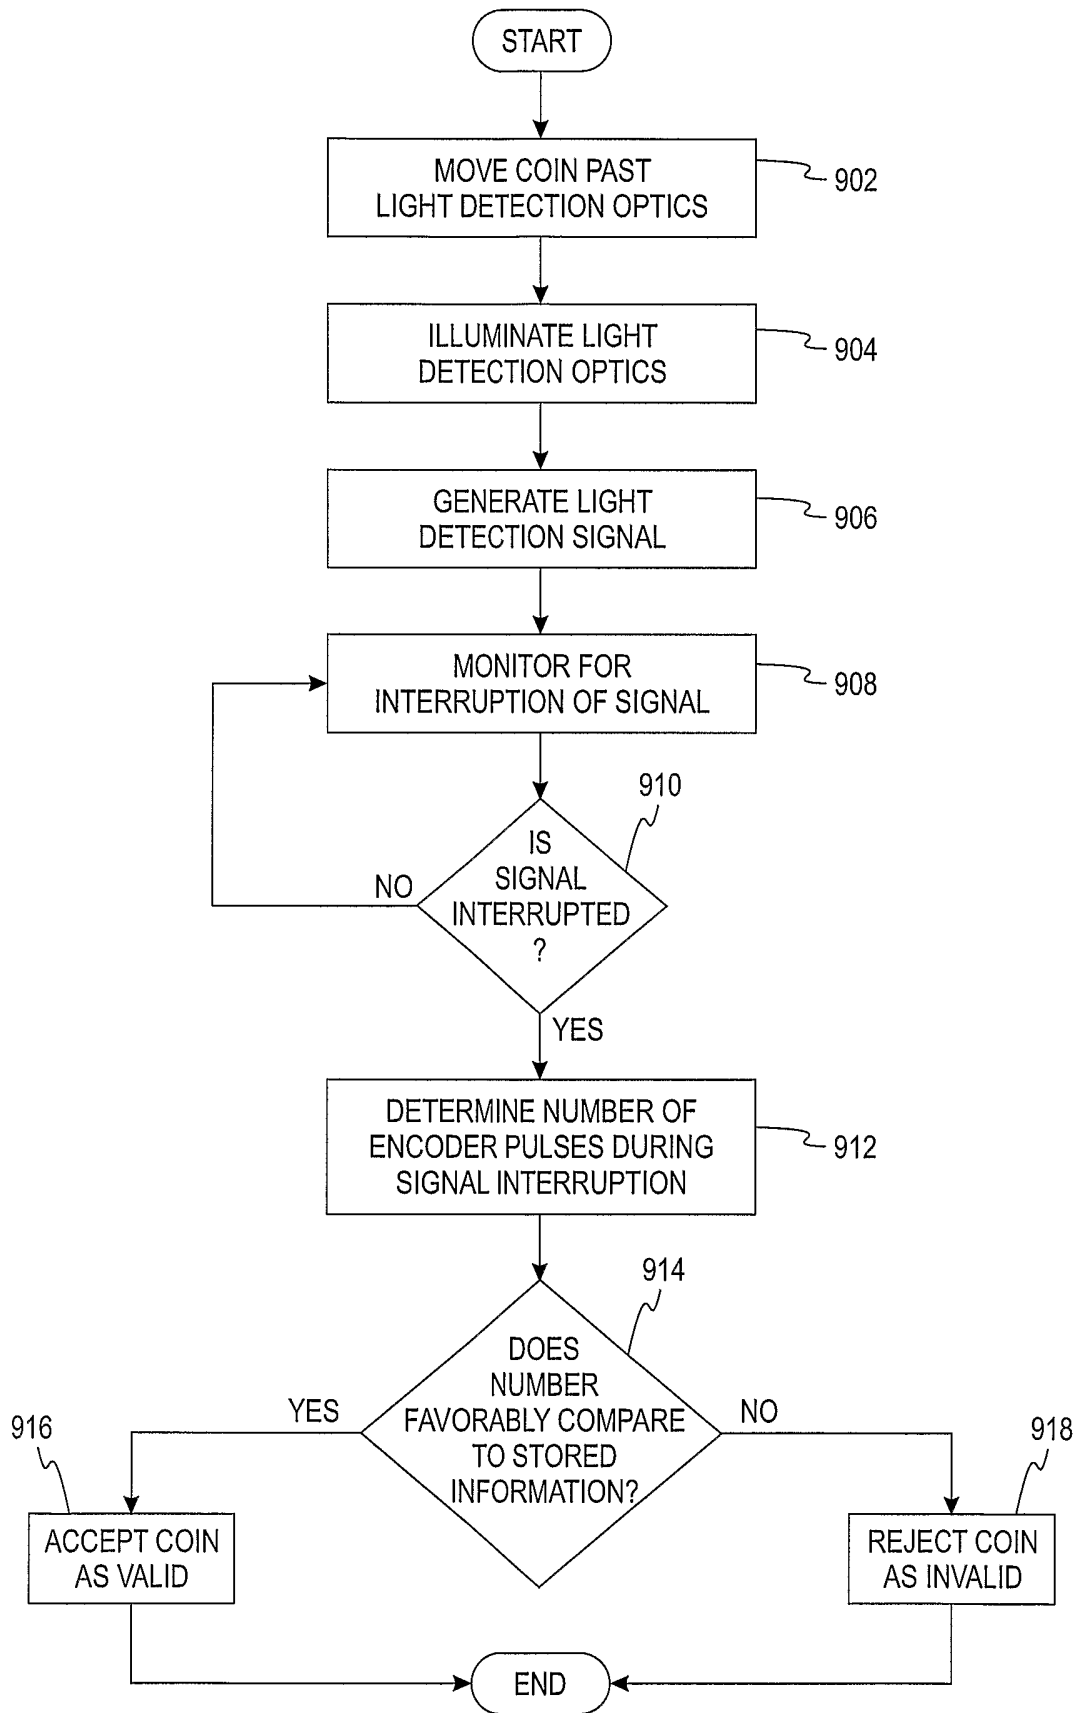 START
MOVE COIN PAST
LIGHT DETECTION OPTICS
902
ILLUMINATE LIGHT
DETECTION OPTICS
904
GENERATE LIGHT
DETECTION SIGNAL
906
MONITOR FOR
INTERRUPTION OF SIGNAL
908
910
IS
SIGNAL
INTERRUPTED
?
NO
YES
DETERMINE NUMBER OF
ENCODER PULSES DURING
SIGNAL INTERRUPTION
912
914
DOES
NUMBER
FAVORABLY COMPARE
TO STORED
INFORMATION?
YES
NO
916
ACCEPT COIN
AS VALID
918
REJECT COIN
AS INVALID
END